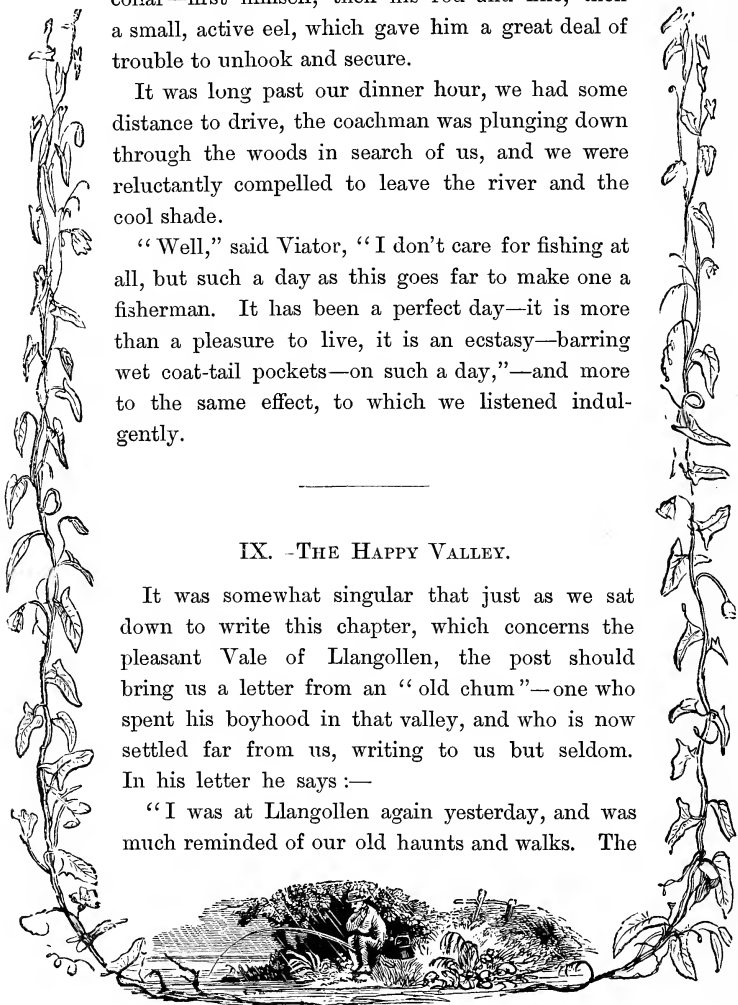 a small, active eel, which gave him a great deal of
trouble to unhook and secure.
It was long past our dinner hour, we had some
distance to drive, the coachman was plunging down
through the woods in search of us, and we were
reluctantly compelled to leave the river and the
cool shade.
“ Well,” said Viator, “ I don't care for fishing at
all, but such a day as this goes far to make one a
fisherman. It has been a perfect day—it is more
than a pleasure to live, it is an ecstasy—barring
wet coat-tail pockets—on such a day,”—and more
to the same effect, to which we listened indul-
gently.
IX. -The Happy Valley.
It was somewhat singular that just as we sat
down to write this chapter, which concerns the
pleasant Vale of Llangollen, the post should
bring us a letter from an “ old chum ”—one who
spent his boyhood in that valley, and who is now
settled far from us, writing to us but seldom.
In his letter he says :—
“ I was at Llangollen again yesterday, and was
much reminded of our old haunts and walks. The